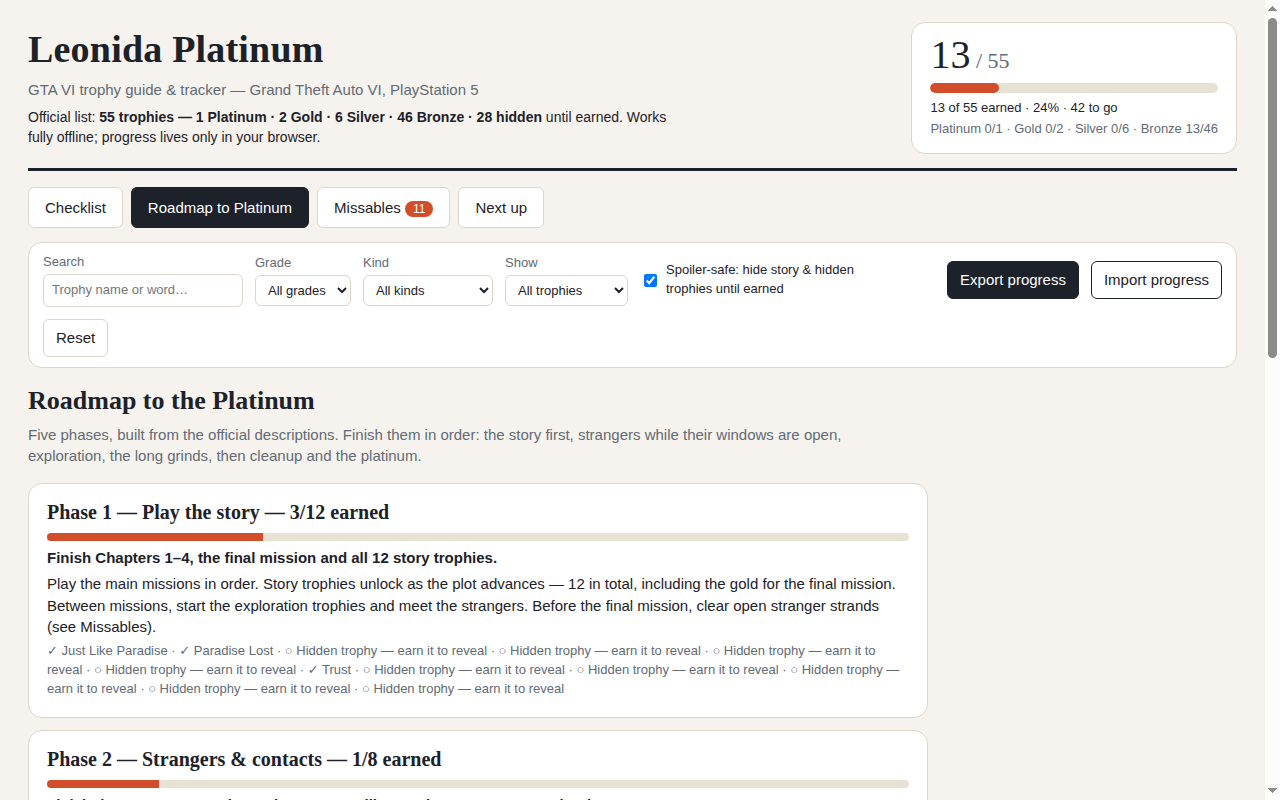 Leonida Platinum
GTA VI trophy guide & tracker — Grand Theft Auto VI, PlayStation 5
Official list: 55 trophies — 1 Platinum · 2 Gold · 6 Silver · 46 Bronze · 28 hidden until earned. Works
fully offline; progress lives only in your browser.
13 / 55
13 of 55 earned · 24% · 42 to go
Platinum 0/1 · Gold 0/2 · Silver 0/6 · Bronze 13/46
Checklist
Roadmap to Platinum
Missables 11
Next up
Search
Trophy name or word…
Grade
All grades
Kind
All kinds
Show
All trophies
Spoiler-safe: hide story & hidden
trophies until earned
Export progress
Import progress
Reset
Roadmap to the Platinum
Five phases, built from the official descriptions. Finish them in order: the story first, strangers while their windows are open,
exploration, the long grinds, then cleanup and the platinum.
Phase 1 — Play the story — 3/12 earned
Finish Chapters 1–4, the final mission and all 12 story trophies.
Play the main missions in order. Story trophies unlock as the plot advances — 12 in total, including the gold for the final mission.
Between missions, start the exploration trophies and meet the strangers. Before the final mission, clear open stranger strands
(see Missables).
✓ Just Like Paradise · ✓ Paradise Lost · ○ Hidden trophy — earn it to reveal · ○ Hidden trophy — earn it to reveal · ○ Hidden trophy — earn it to
reveal · ○ Hidden trophy — earn it to reveal · ✓ Trust · ○ Hidden trophy — earn it to reveal · ○ Hidden trophy — earn it to reveal · ○ Hidden trophy —
earn it to reveal · ○ Hidden trophy — earn it to reveal · ○ Hidden trophy — earn it to reveal
Phase 2 — Strangers & contacts — 1/8 earned